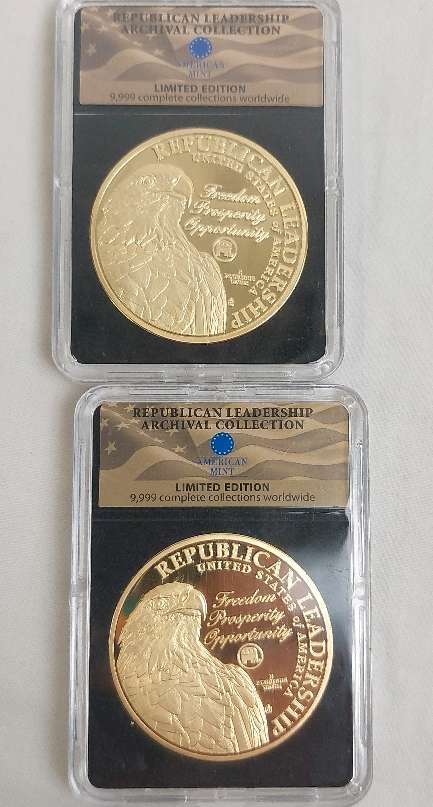 REPUBLICAN LEADERSHIP
ARCHIVAL COLLECTION
AMERICAN
MINT
LIMITED EDITION
9,999 complete collections worldwide
REPUBLICAN LEADERSHIP
UNITED STATES of AMERICA
Freedom
Prosperity
Opportunity
REPUBLICAN LEADERSHIP
ARCHIVAL COLLECTION
AMERICAN
MINT
LIMITED EDITION
9,999 complete collections worldwide
REPUBLICAN LEADERSHIP
UNITED STATES of AMERICA
Freedom
Prosperity
Opportunity